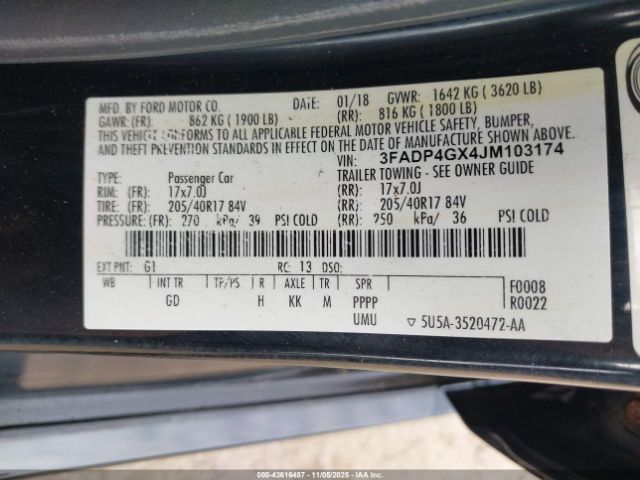 MFD. BY FORD MOTOR CO. DATE: 01/18 GVWR: 1642 KG ( 3620 LB)
GAWR: (FR): 862 KG ( 1900 LB) (RR): 816 KG ( 1800 LB)
THIS VEHICLE CONFORMS TO ALL APPLICABLE FEDERAL MOTOR VEHICLE SAFETY, BUMPER,
AND THEFT PREVENTION STANDARDS IN EFFECT ON THE DATE OF MANUFACTURE SHOWN ABOVE.
VIN: 3FADP4GX4JM103174
TYPE: Passenger Car TRAILER TOWING - SEE OWNER GUIDE
RIM: (FR): 17x7.0J (RR): 17x7.0J
TIRE: (FR): 205/40R17 84V (RR): 205/40R17 84V
PRESSURE: (FR): 270 kPa/ 39 PSI COLD (RR): 250 kPa/ 36 PSI COLD
EXT PNT: G1 RC: 13 DSO:
WB INT TR TP/PS R AXLE TR SPR F0008
GD H KK M PPPP R0022
UMU ▽ 5U5A-3520472-AA
000-43616487 - 11/05/2025 - IAA, Inc.